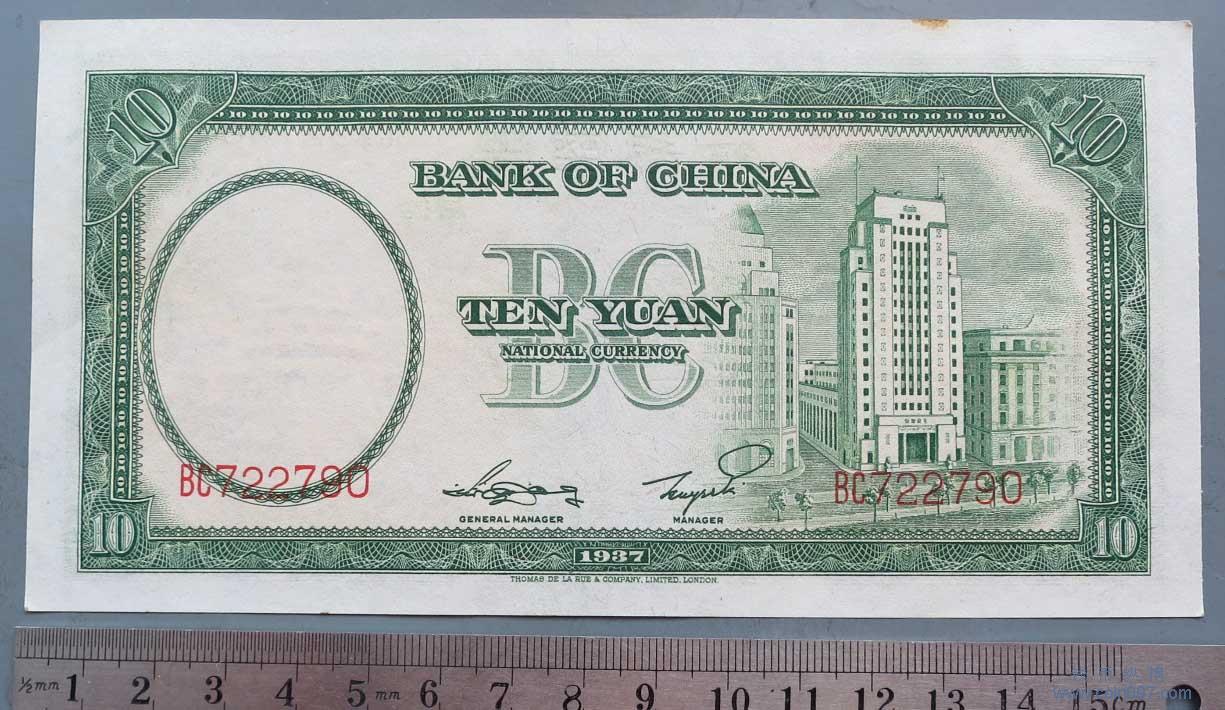 10
10
BANK OF CHINA
BC
TEN YUAN
NATIONAL CURRENCY
BC722790
BC722790
GENERAL MANAGER
MANAGER
10
10
1937
THOMAS DE LA RUE & COMPANY, LIMITED, LONDON.
½mm 1 2 3 4 5 mm 6 7 8 9 10 11 12 13 14 15cm